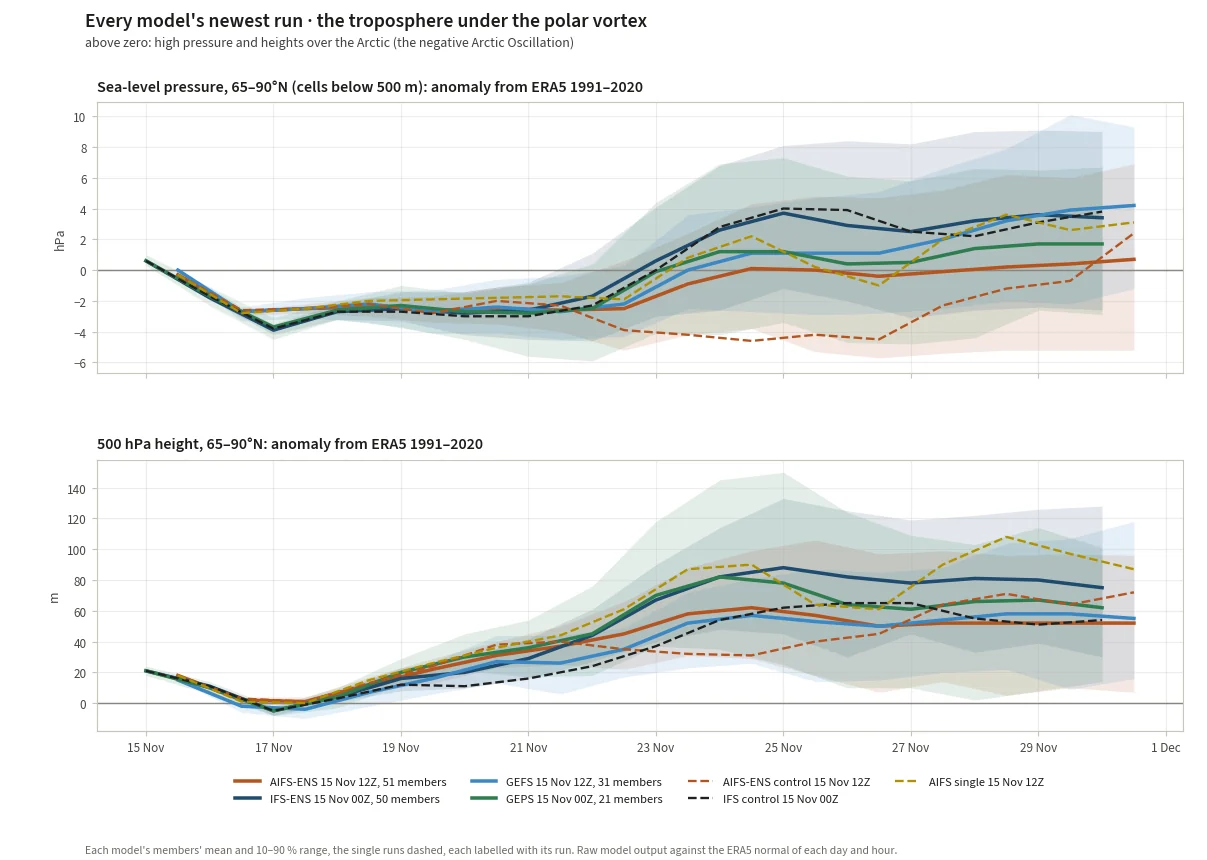 Every model's newest run · the troposphere under the polar vortex
above zero: high pressure and heights over the Arctic (the negative Arctic Oscillation)
Sea-level pressure, 65–90°N (cells below 500 m): anomaly from ERA5 1991–2020
10
8
6
4
2
0
−2
−4
−6
hPa
500 hPa height, 65–90°N: anomaly from ERA5 1991–2020
140
120
100
80
60
40
20
0
m
15 Nov 17 Nov 19 Nov 21 Nov 23 Nov 25 Nov 27 Nov 29 Nov 1 Dec
AIFS-ENS 15 Nov 12Z, 51 members GEFS 15 Nov 12Z, 31 members AIFS-ENS control 15 Nov 12Z AIFS single 15 Nov 12Z
IFS-ENS 15 Nov 00Z, 50 members GEPS 15 Nov 00Z, 21 members IFS control 15 Nov 00Z
Each model's members' mean and 10–90 % range, the single runs dashed, each labelled with its run. Raw model output against the ERA5 normal of each day and hour.